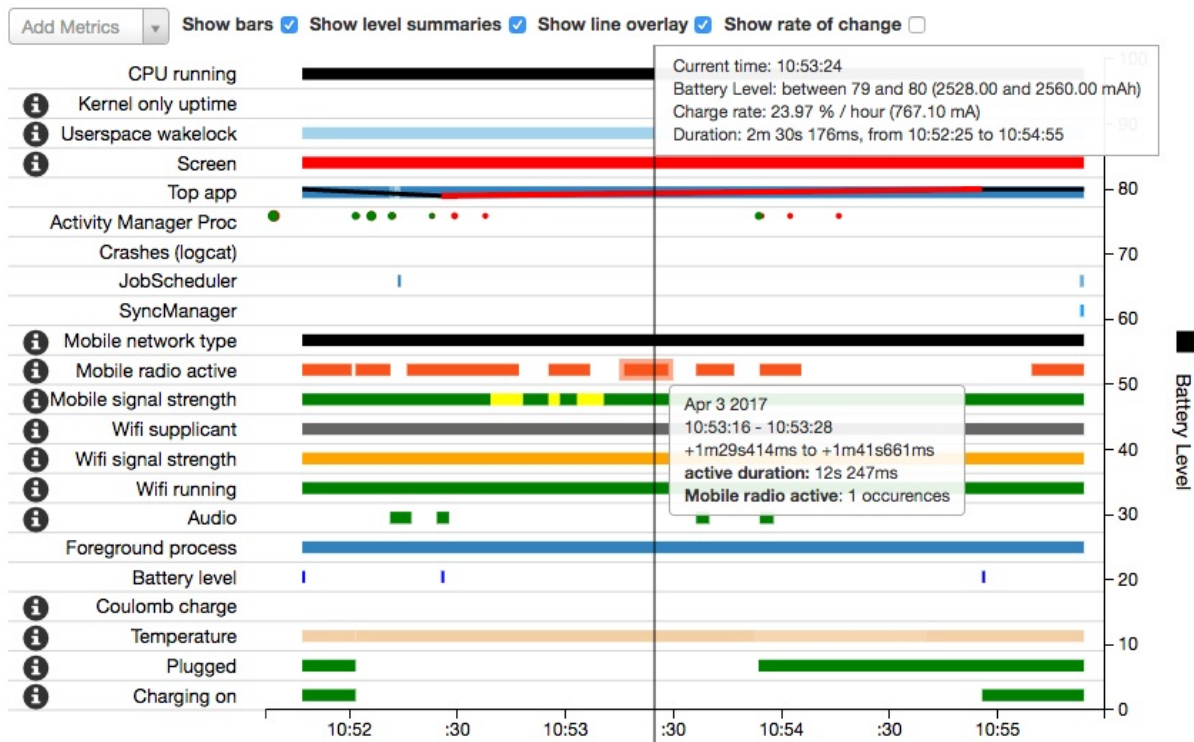 Add Metrics
Show bars
Show level summaries
Show line overlay
Show rate of change
CPU running
Kernel only uptime
Userspace wakelock
Screen
Top app
Activity Manager Proc
Crashes (logcat)
JobScheduler
SyncManager
Mobile network type
Mobile radio active
Mobile signal strength
Wifi supplicant
Wifi signal strength
Wifi running
Audio
Foreground process
Battery level
Coulomb charge
Temperature
Plugged
Charging on
Current time: 10:53:24
Battery Level: between 79 and 80 (2528.00 and 2560.00 mAh)
Charge rate: 23.97 % / hour (767.10 mA)
Duration: 2m 30s 176ms, from 10:52:25 to 10:54:55
Apr 3 2017
10:53:16 - 10:53:28
+1m29s414ms to +1m41s661ms
active duration: 12s 247ms
Mobile radio active: 1 occurences
100
90
80
70
60
50
40
30
20
10
0
Battery Level
10:52
:30
10:53
:30
10:54
:30
10:55